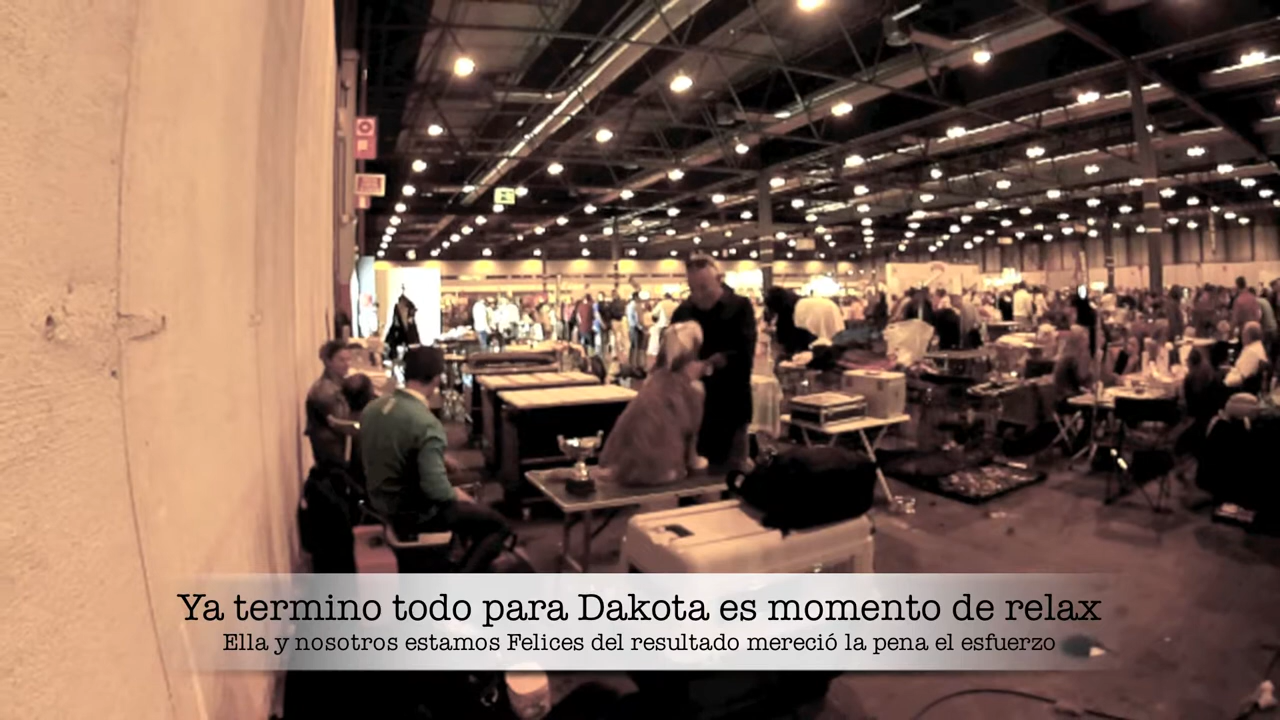 Ya termino todo para Dakota es momento de relax
Ella y nosotros estamos Felices del resultado mereció la pena el esfuerzo